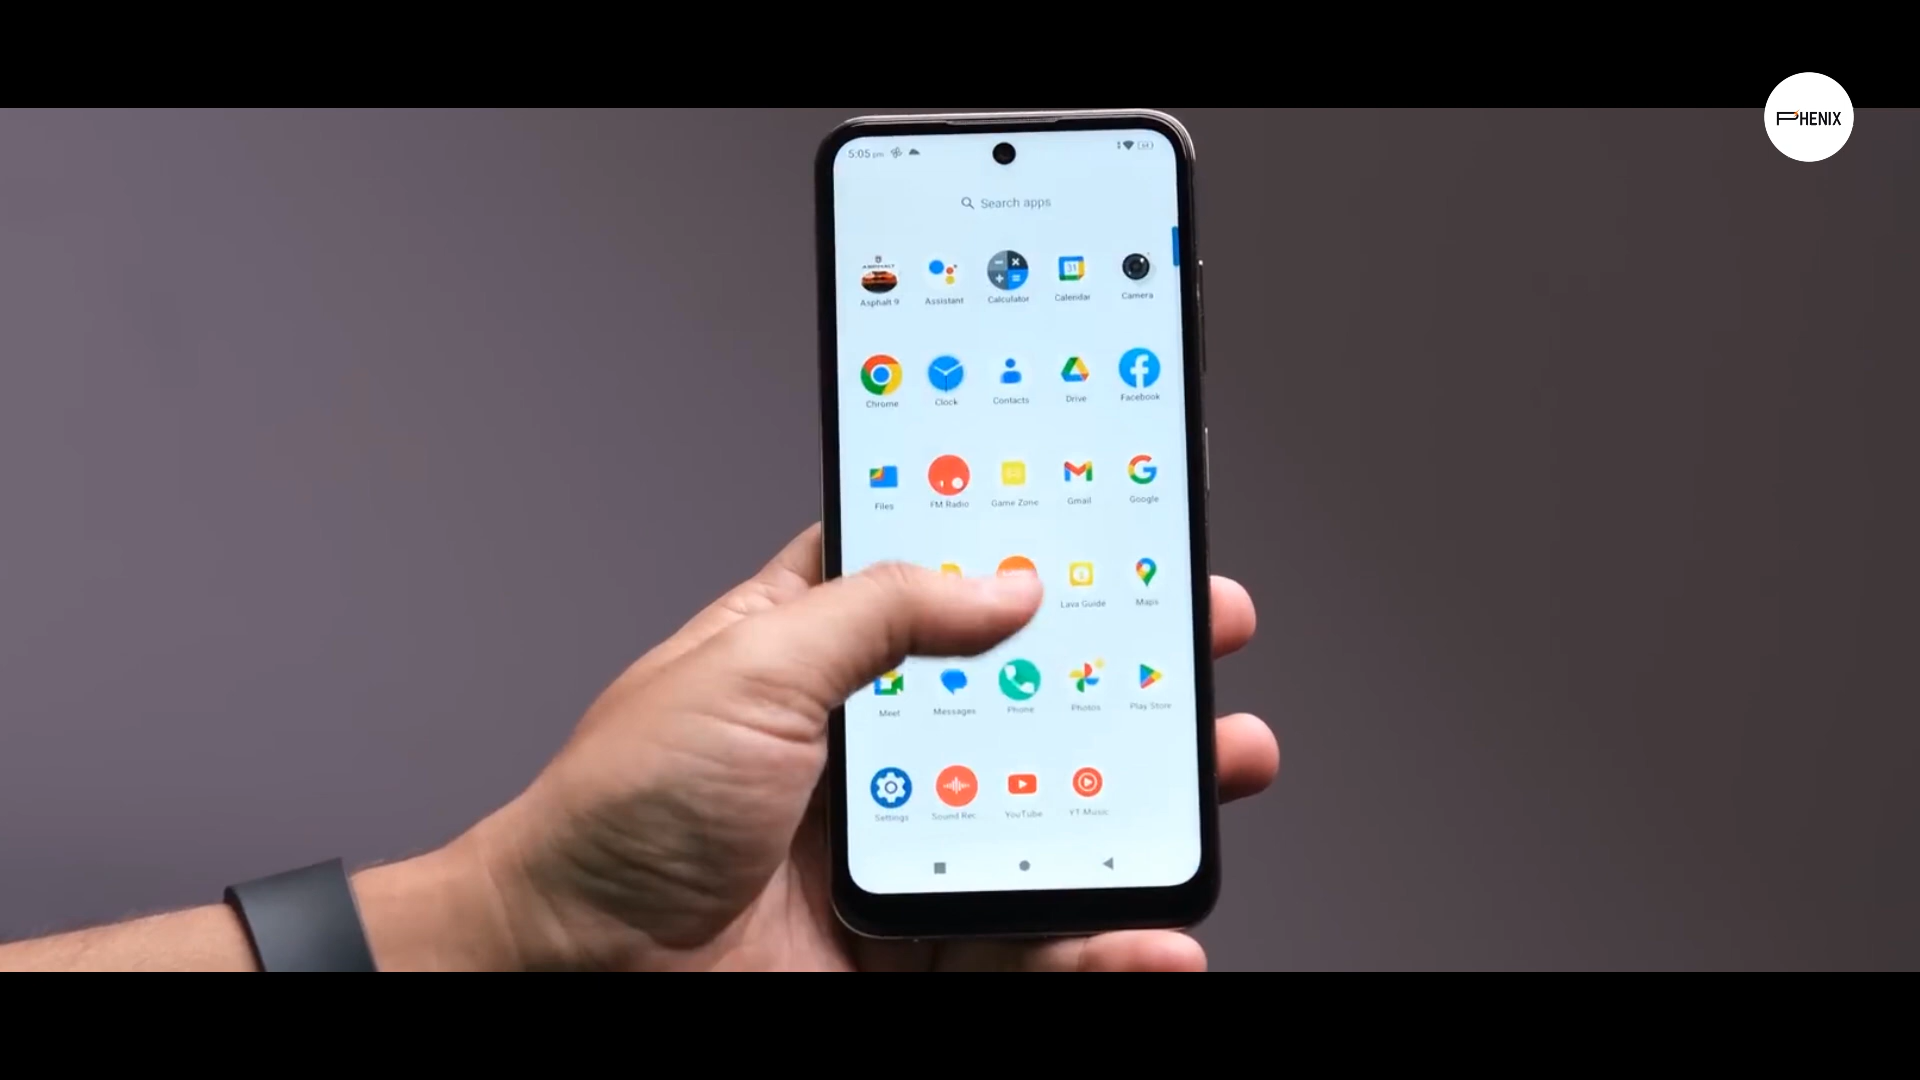 PHENIX
5:05 pm
Search apps
ASPHALT
31
Asphalt 9 Assistant Calculator Calendar Camera
Chrome Clock Contacts Drive Facebook
Files FM Radio Game Zone Gmail Google
Lava Guide Maps
Meet Messages Phone Photos Play Store
Settings Sound Rec. YouTube YT Music